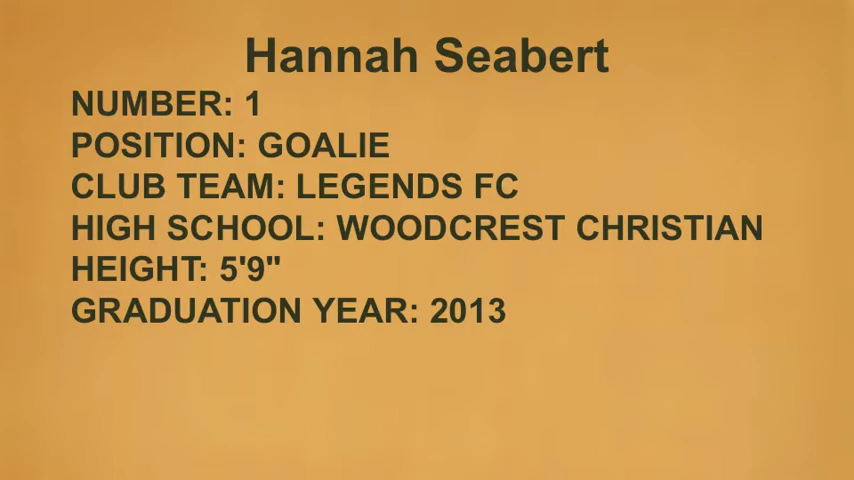 Hannah Seabert
NUMBER: 1
POSITION: GOALIE
CLUB TEAM: LEGENDS FC
HIGH SCHOOL: WOODCREST CHRISTIAN
HEIGHT: 5'9"
GRADUATION YEAR: 2013